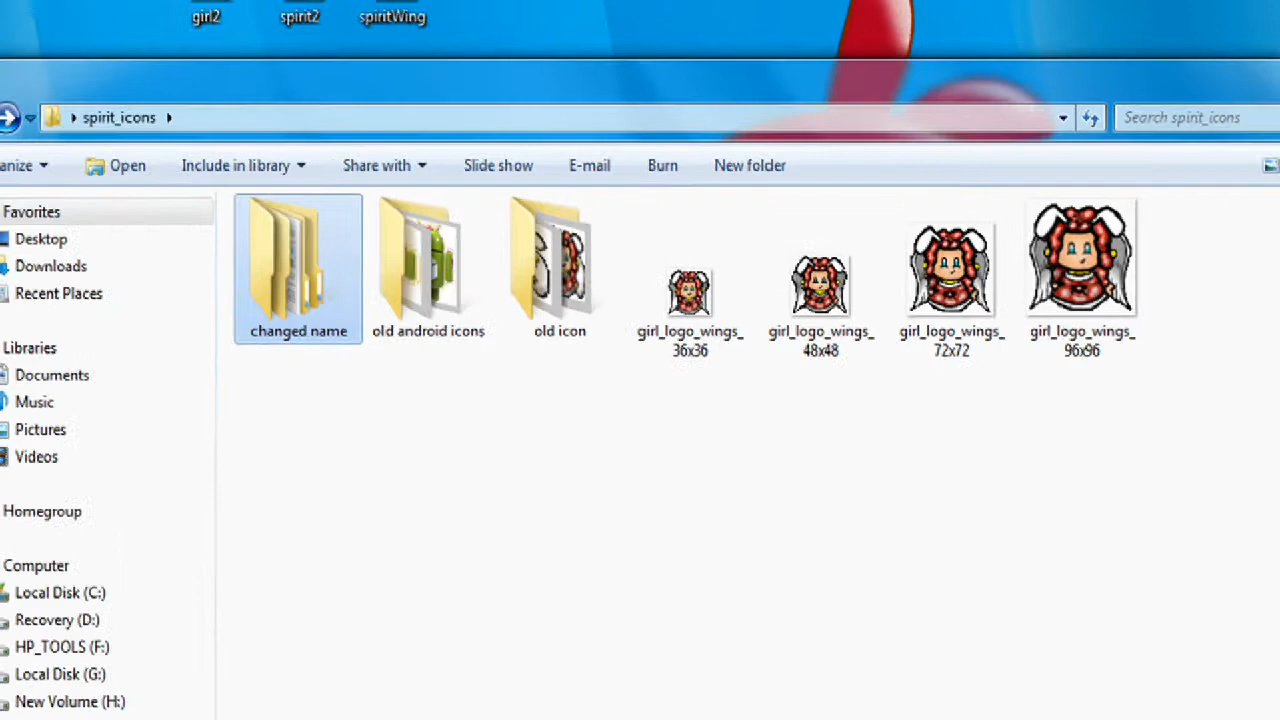 girl2 spirit2 spiritWing
spirit_icons
Search spirit_icons
anize Open Include in library Share with Slide show E-mail Burn New folder
Favorites
Desktop
Downloads
Recent Places
Libraries
Documents
Music
Pictures
Videos
Homegroup
Computer
Local Disk (C:)
Recovery (D:)
HP_TOOLS (F:)
Local Disk (G:)
New Volume (H:)
changed name
old android icons
old icon
girl_logo_wings_
36x36
girl_logo_wings_
48x48
girl_logo_wings_
72x72
girl_logo_wings_
96x96